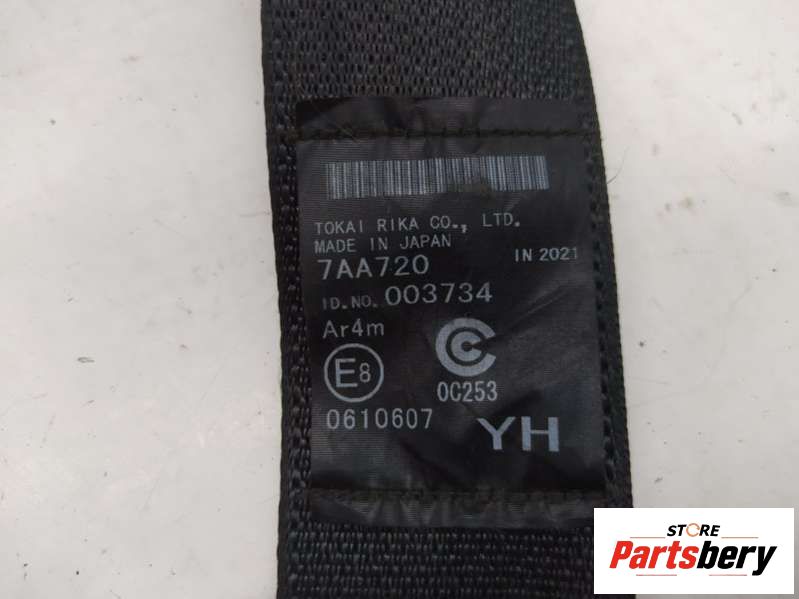 TOKAI RIKA CO., LTD.
MADE IN JAPAN
7AA720 IN 2021
ID.NO. 003734
Ar4m
E8 C
0C253
0610607
YH
STORE
Partsbery